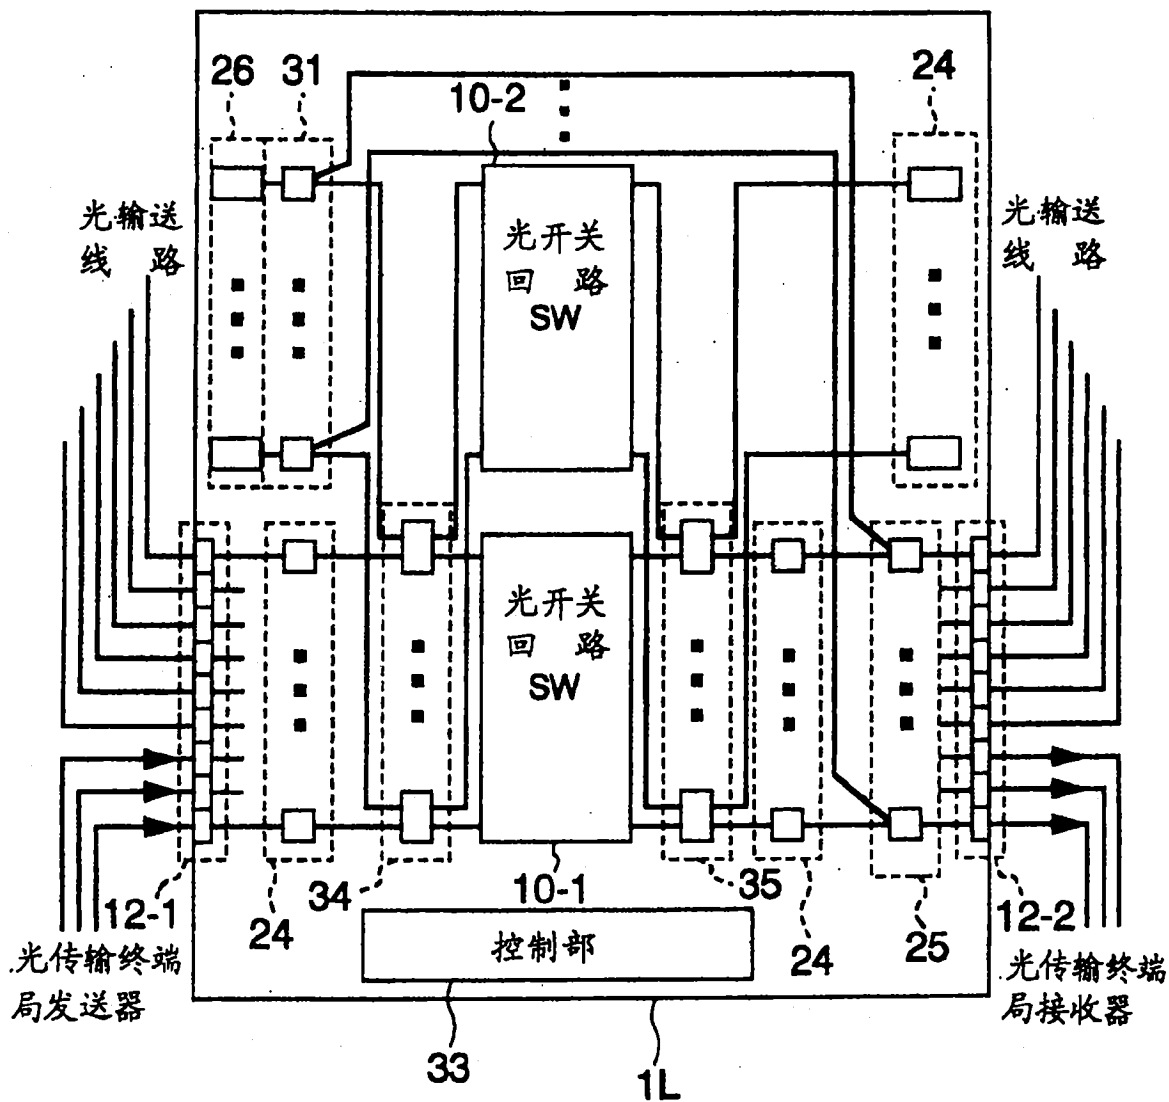 26
31
10-2
24
光输送
线 路
光输送
线 路
光开关
回 路
SW
光开关
回 路
SW
12-1
24
34
10-1
35
24
25
12-2
控制部
光传输终端
局发送器
光传输终端
局接收器
33
1L